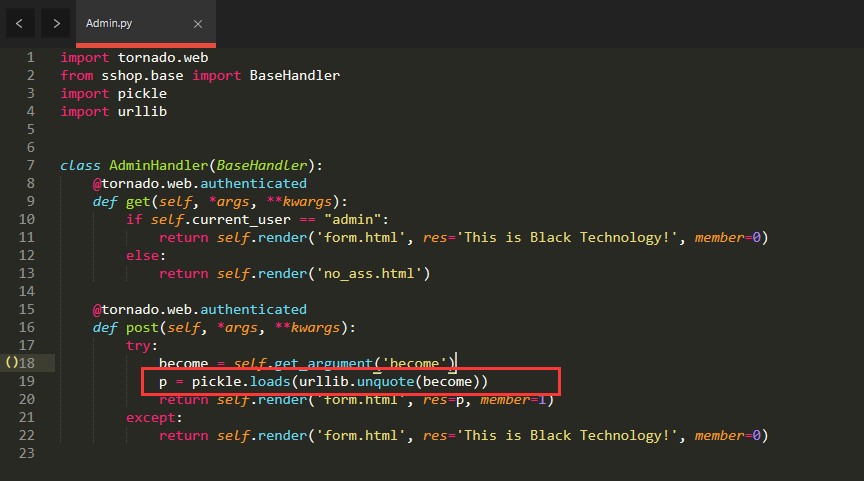 < > Admin.py ×
1 import tornado.web
2 from sshop.base import BaseHandler
3 import pickle
4 import urllib
5
6
7 class AdminHandler(BaseHandler):
8     @tornado.web.authenticated
9     def get(self, *args, **kwargs):
10         if self.current_user == "admin":
11             return self.render('form.html', res='This is Black Technology!', member=0)
12         else:
13             return self.render('no_ass.html')
14
15     @tornado.web.authenticated
16     def post(self, *args, **kwargs):
17         try:
()18             become = self.get_argument('become')
19             p = pickle.loads(urllib.unquote(become))
20             return self.render('form.html', res=p, member=1)
21         except:
22             return self.render('form.html', res='This is Black Technology!', member=0)
23